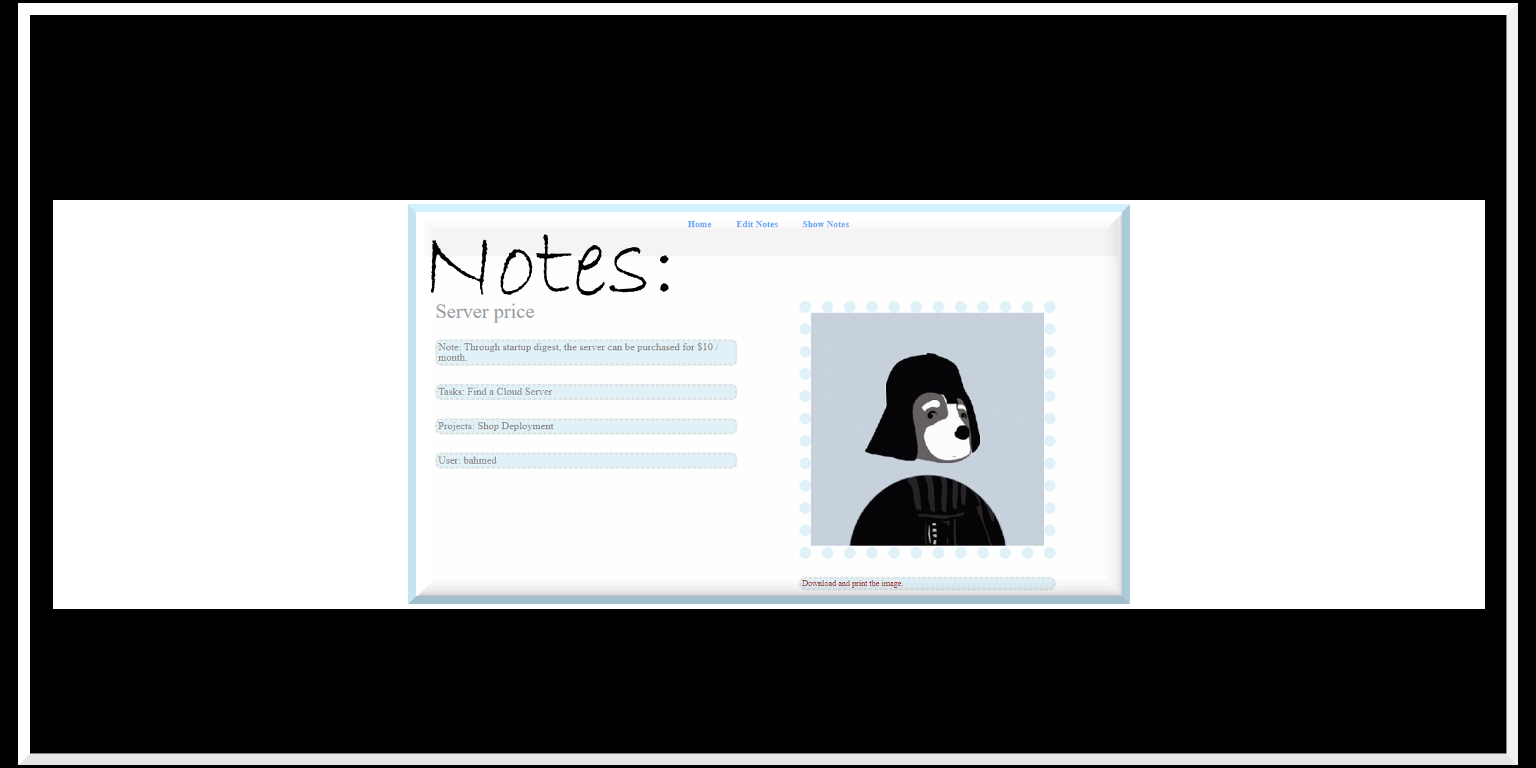 Home Edit Notes Show Notes
Notes:
Server price
Note: Through startup digest, the server can be purchased for $10 /
month.
Tasks: Find a Cloud Server
Projects: Shop Deployment
User: bahmed
Download and print the image.